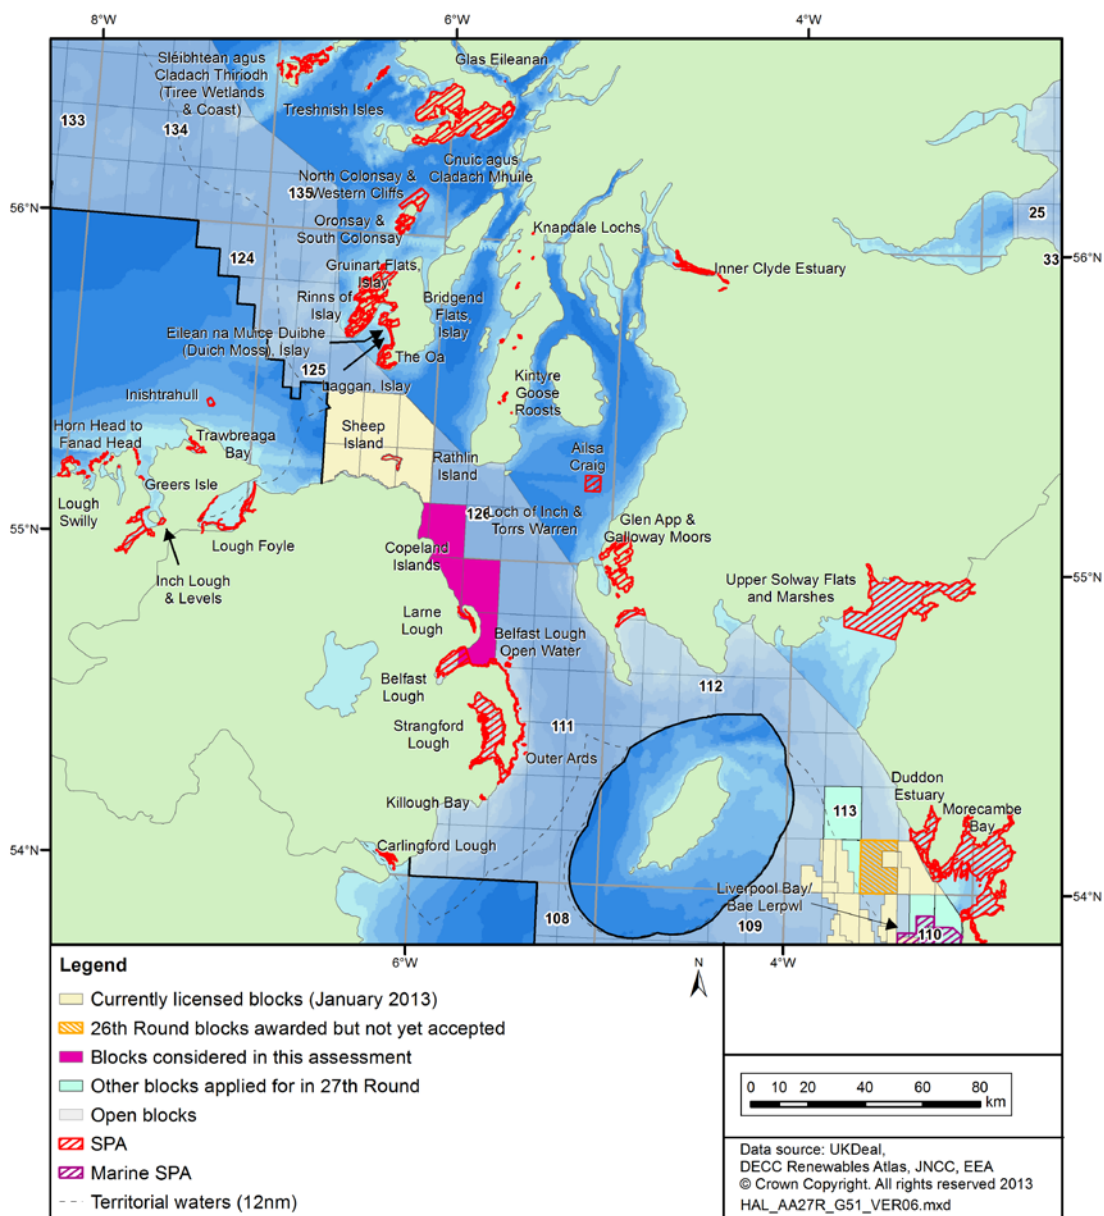 8°W
6°W
4°W
Sléibhtean agus
Cladach Thiriodh
(Tiree Wetlands
& Coast)
Glas Eileanan
Treshnish Isles
133
134
Cnuic agus
Cladach Mhuile
North Colonsay &
Western Cliffs
135
56°N
Oronsay &
South Colonsay
Knapdale Lochs
25
33
56°N
124
Gruinart Flats,
Islay
Inner Clyde Estuary
Rinns of
Islay
Bridgend
Flats,
Islay
Eilean na Muice Duibhe
(Duich Moss), Islay
The Oa
125
Laggan, Islay
Kintyre
Goose
Roosts
Inishtrahull
Horn Head to
Fanad Head
Trawbreaga
Bay
Sheep
Island
Rathlin
Island
Ailsa
Craig
Greers Isle
Lough
Swilly
126
Loch of Inch &
Torrs Warren
Glen App &
Galloway Moors
55°N
Lough Foyle
Copeland
Islands
55°N
Inch Lough
& Levels
Upper Solway Flats
and Marshes
Larne
Lough
Belfast Lough
Open Water
Belfast
Lough
112
Strangford
Lough
111
Outer Ards
Duddon
Estuary
Killough Bay
113
Morecambe
Bay
54°N
Carlingford Lough
Liverpool Bay/
Bae Lerpwl
54°N
108
109
110
6°W
4°W
Legend
Currently licensed blocks (January 2013)
26th Round blocks awarded but not yet accepted
Blocks considered in this assessment
Other blocks applied for in 27th Round
Open blocks
SPA
Marine SPA
Territorial waters (12nm)
N
0 10 20 40 60 80
km
Data source: UKDeal,
DECC Renewables Atlas, JNCC, EEA
© Crown Copyright. All rights reserved 2013
HAL_AA27R_G51_VER06.mxd